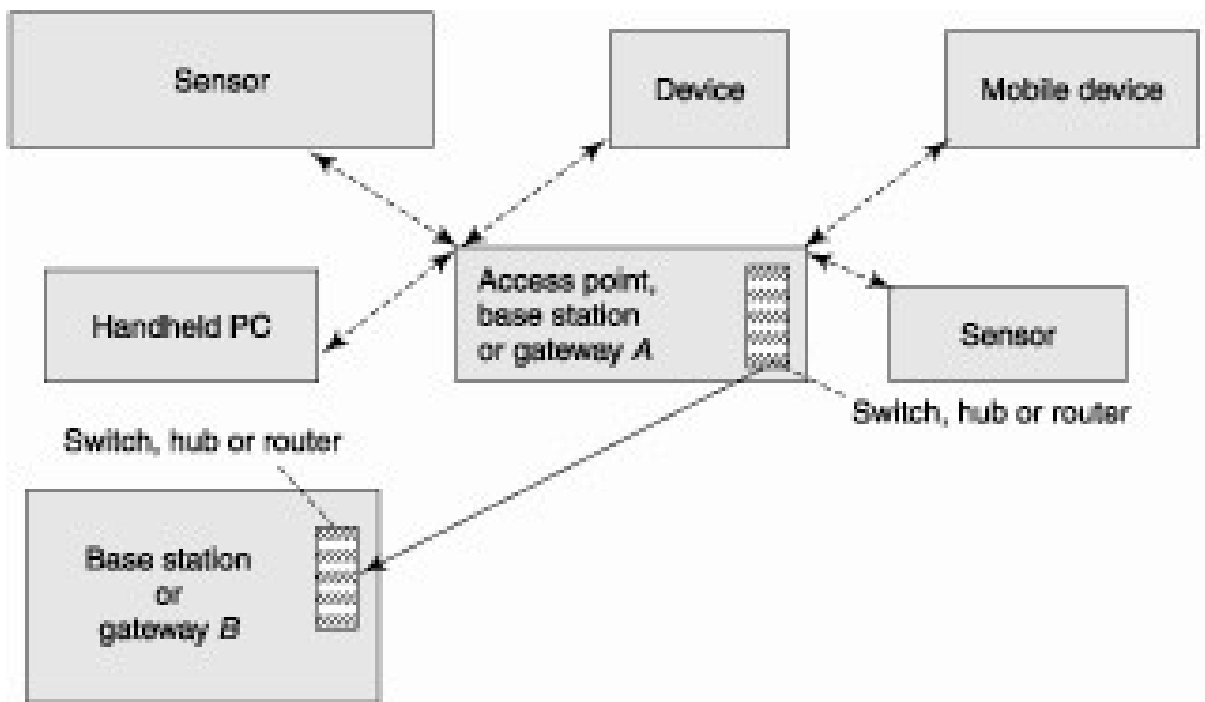 Sensor
Device
Mobile device
Handheld PC
Access point,
base station
or gateway A
Sensor
Switch, hub or router
Switch, hub or router
Base station
or
gateway B